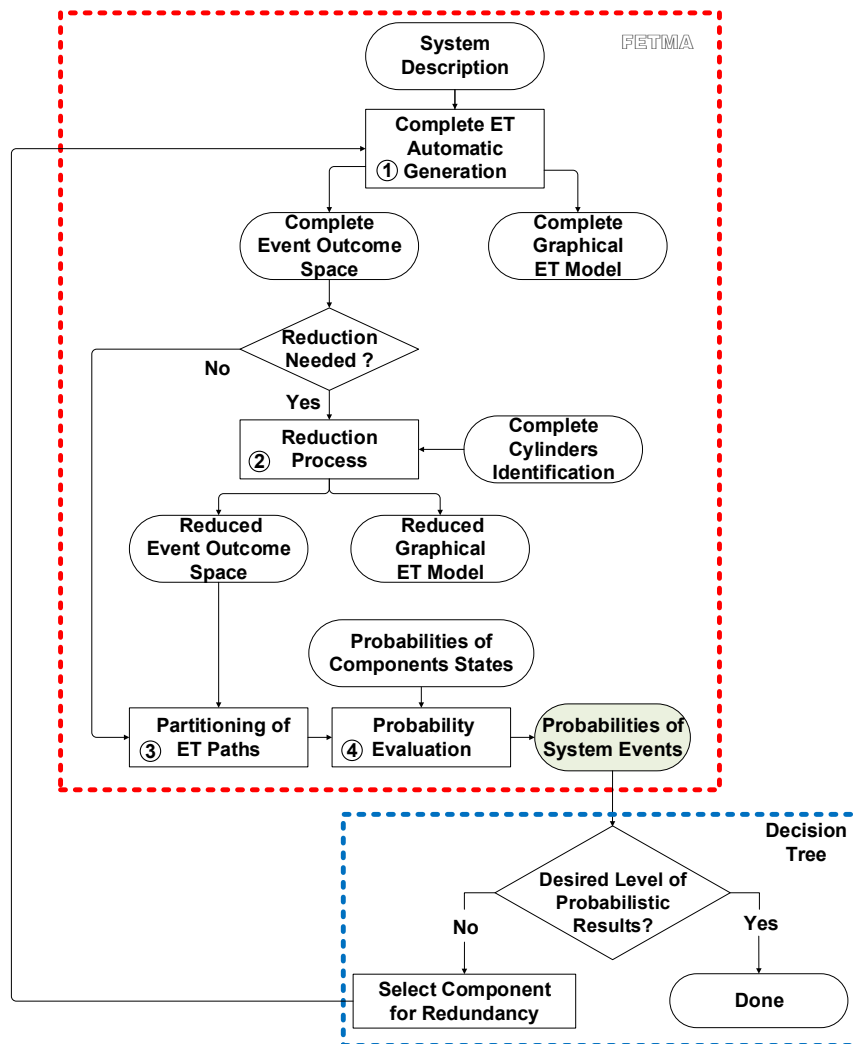 FETMA
System
Description
Complete ET
Automatic
① Generation
Complete
Event Outcome
Space
Complete
Graphical
ET Model
Reduction
Needed ?
No
Yes
Reduction
② Process
Complete
Cylinders
Identification
Reduced
Event Outcome
Space
Reduced
Graphical
ET Model
Probabilities of
Components States
Partitioning of
③ ET Paths
Probability
④ Evaluation
Probabilities of
System Events
Decision
Tree
Desired Level of
Probabilistic
Results?
No
Yes
Select Component
for Redundancy
Done